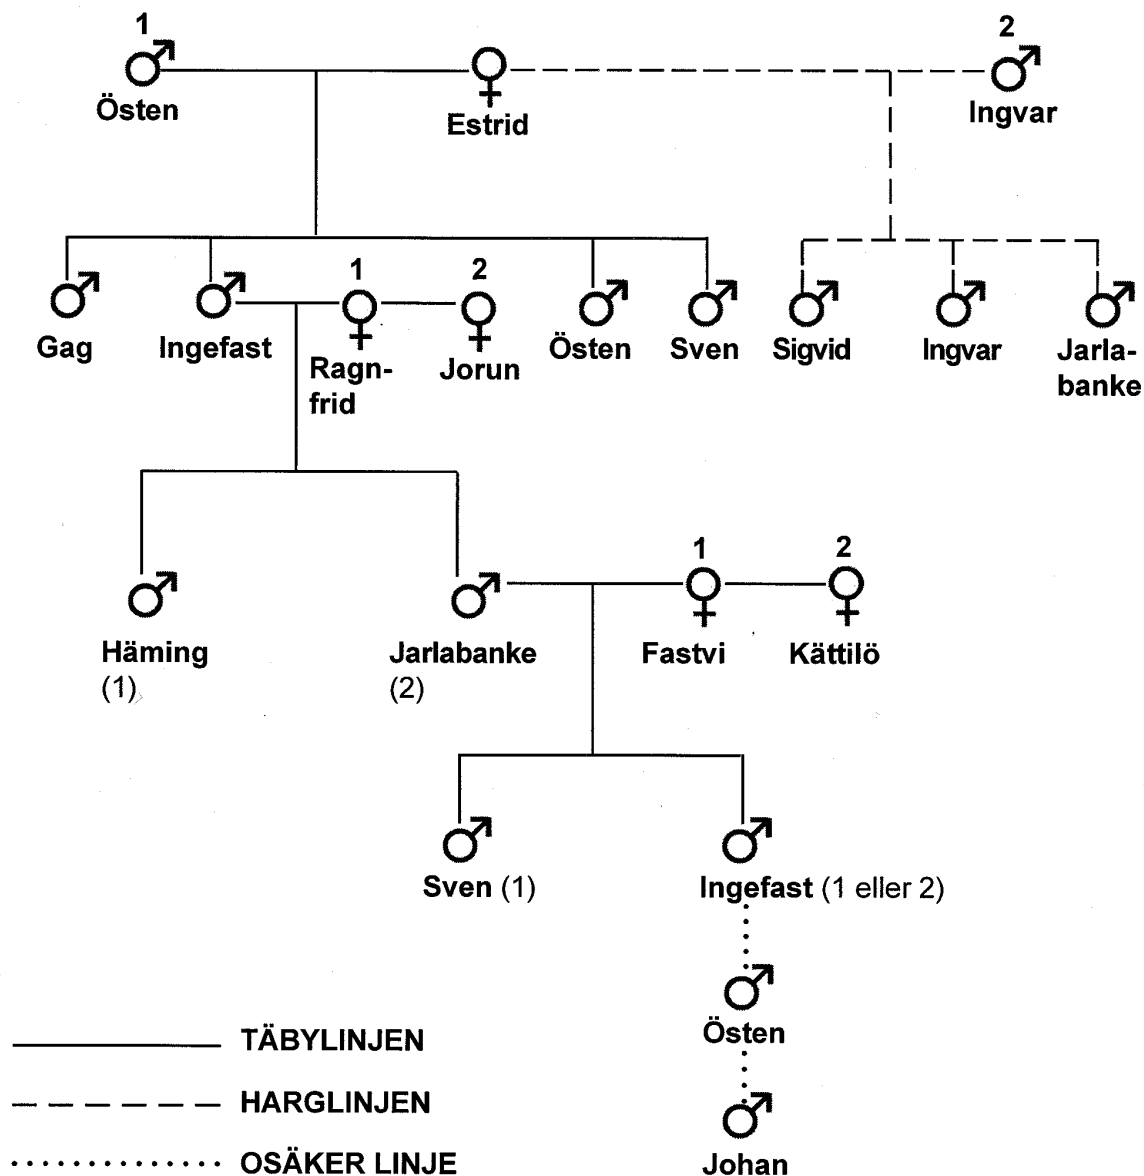 1
2
Östen
Estrid
Ingvar
1
2
Gag
Ingefast
Ragn-
frid
Jorun
Östen
Sven
Sigvid
Ingvar
Jarla-
banke
1
2
Häming
(1)
Jarlabanke
(2)
Fastvi
Kättilö
Sven (1)
Ingefast (1 eller 2)
Östen
Johan
TÄBYLINJEN
HARGLINJEN
OSÄKER LINJE